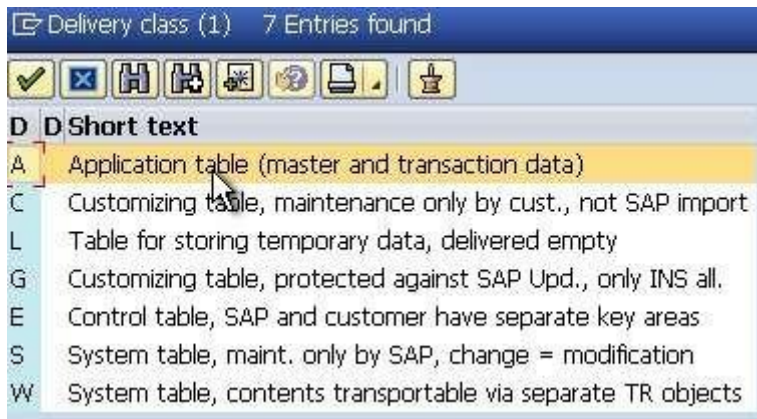 Delivery class (1) 7 Entries found
D D Short text
A Application table (master and transaction data)
C Customizing table, maintenance only by cust., not SAP import
L Table for storing temporary data, delivered empty
G Customizing table, protected against SAP Upd., only INS all.
E Control table, SAP and customer have separate key areas
S System table, maint. only by SAP, change = modification
W System table, contents transportable via separate TR objects